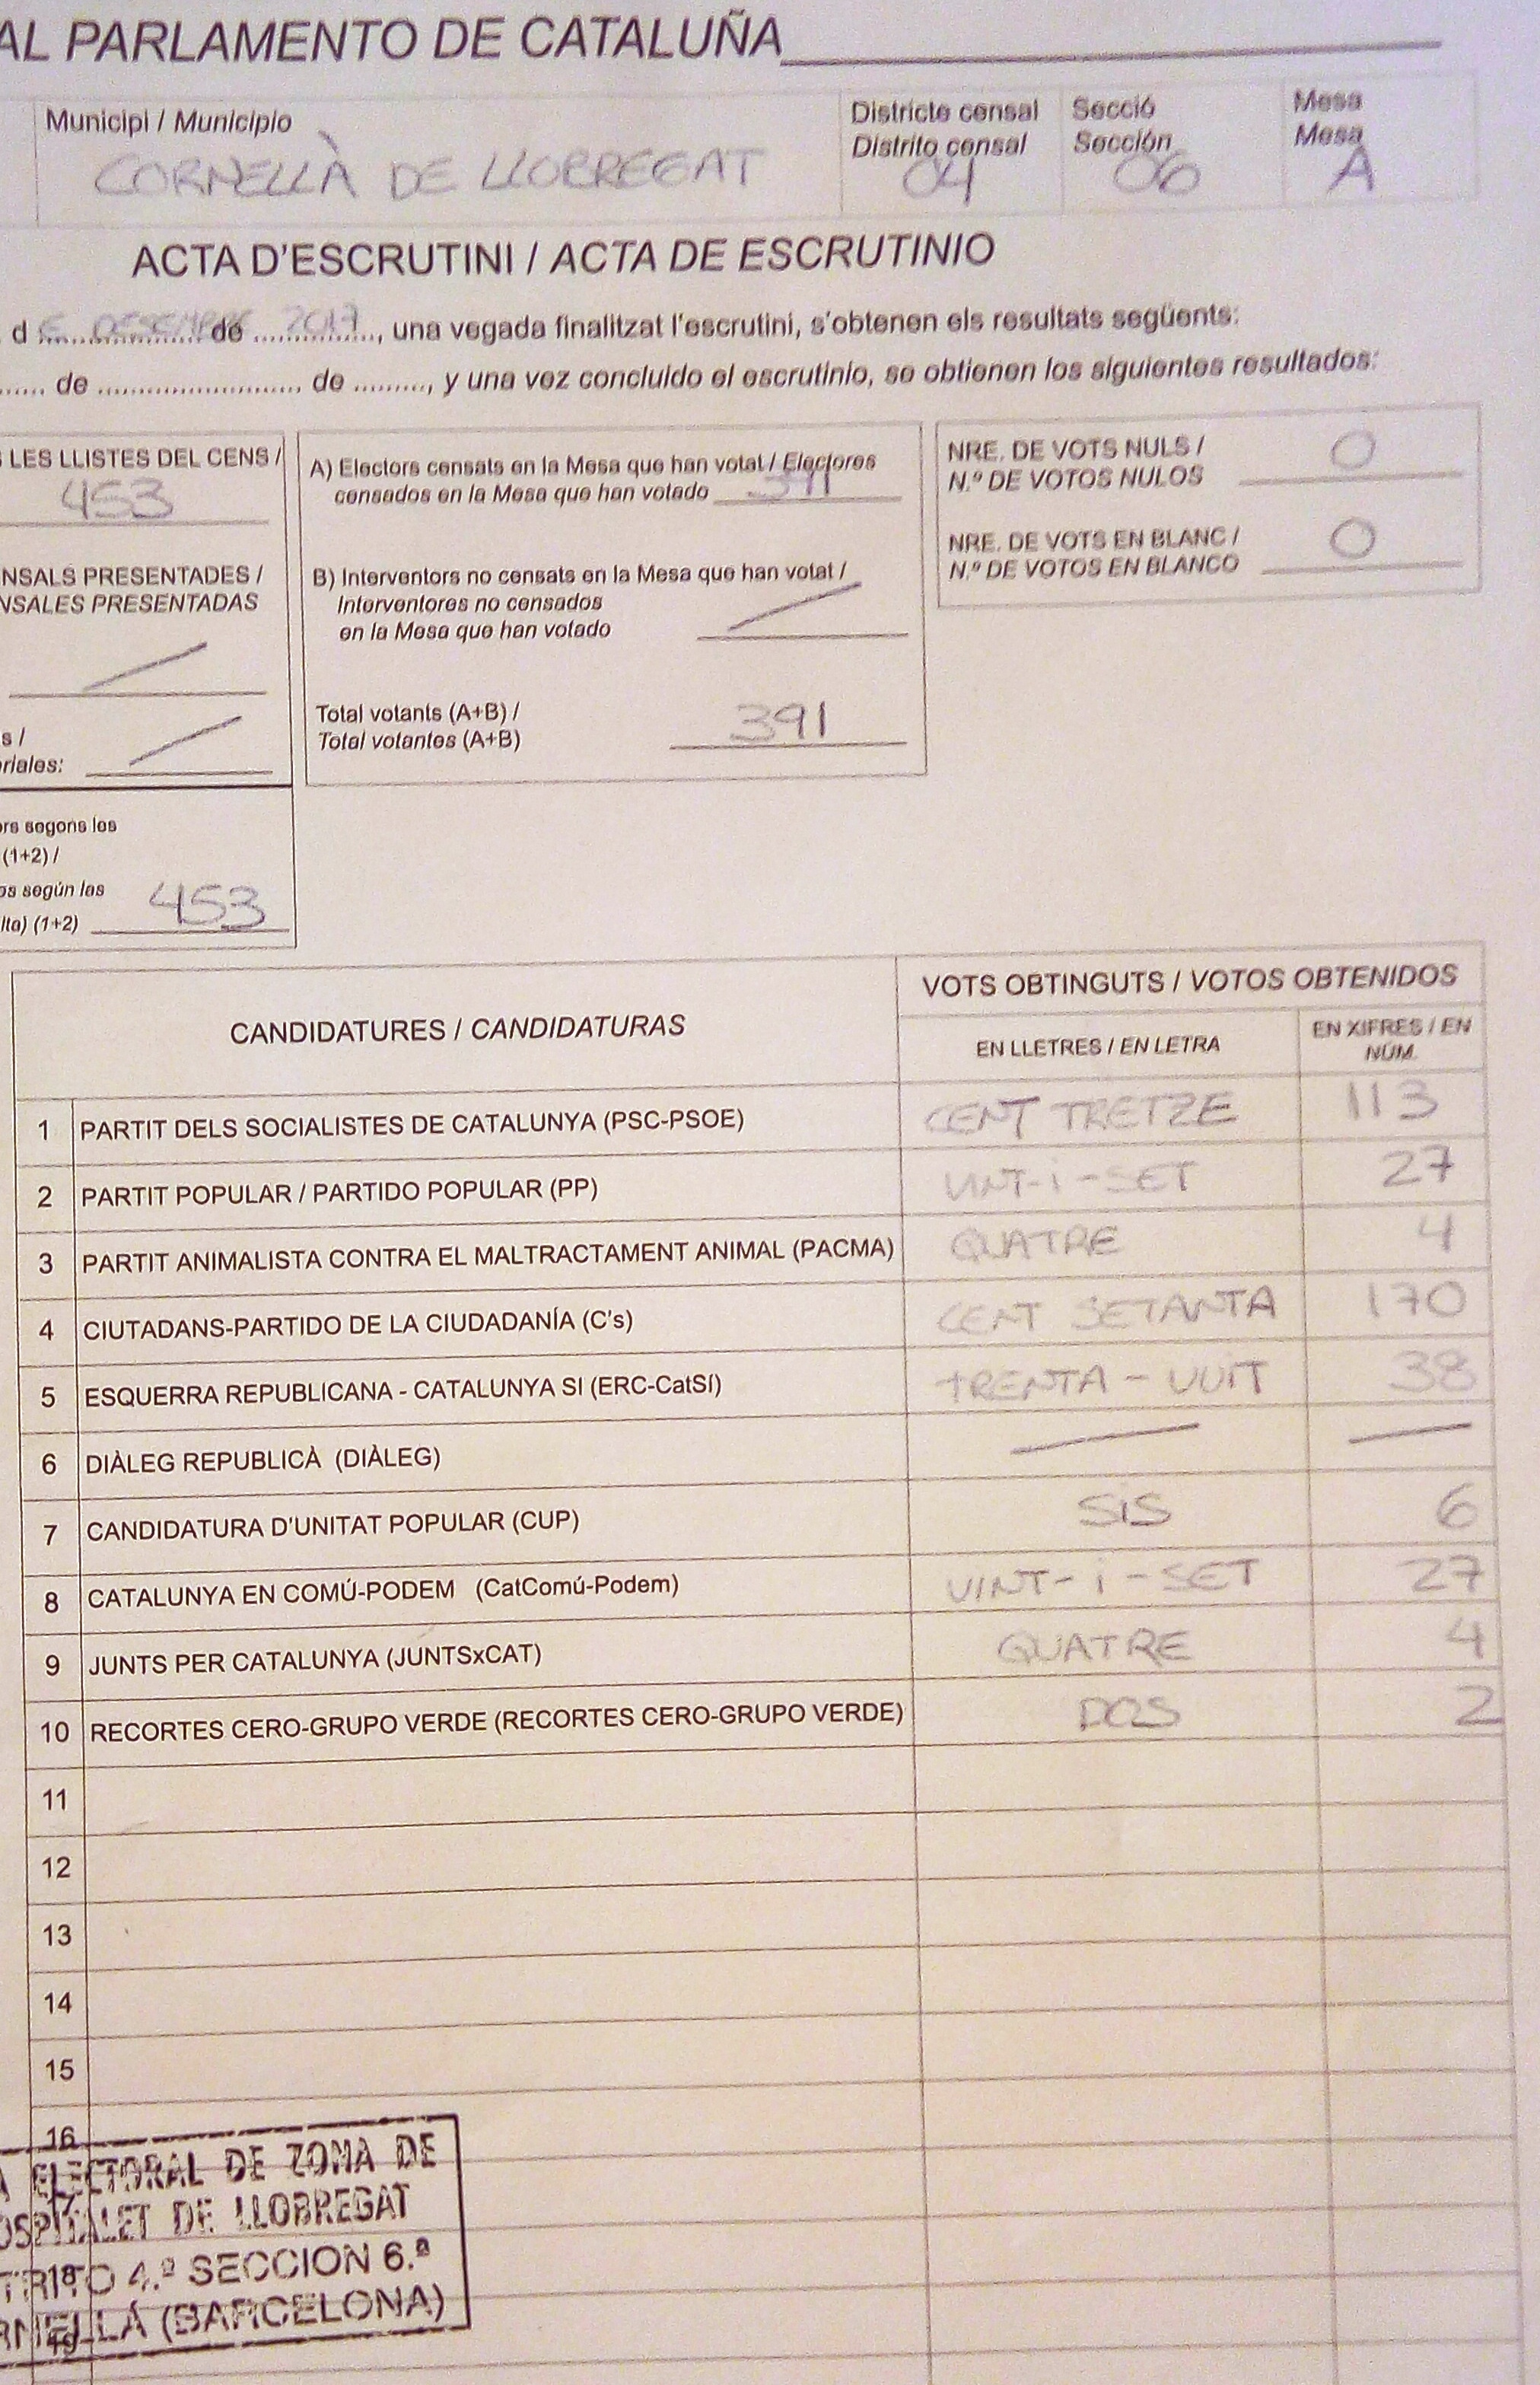 AL PARLAMENTO DE CATALUÑA
Municipi / Municipio
CORNELLÀ DE LLOBREGAT
Districte censal
Distrito censal
04
Secció
Sección
06
Mesa
Mesa
A
ACTA D'ESCRUTINI / ACTA DE ESCRUTINIO
d E DESEMBRE de 2017, una vegada finalitzat l'escrutini, s'obtenen els resultats següents:
...... de .......................... de ........., y una vez concluido el escrutinio, se obtienen los siguientes resultados:
LES LLISTES DEL CENS /
453
NSALS PRESENTADES /
NSALES PRESENTADAS
s /
riales:
ors segons les
(1+2) /
os según las
lta) (1+2) 453
A) Electors censats en la Mesa que han votat / Electores
censados en la Mesa que han votado 391
B) Interventors no censats en la Mesa que han votat /
Interventores no censados
en la Mesa que han votado
Total votants (A+B) /
Total votantes (A+B)
391
NRE. DE VOTS NULS /
N.º DE VOTOS NULOS
0
NRE. DE VOTS EN BLANC /
N.º DE VOTOS EN BLANCO
0
CANDIDATURES / CANDIDATURAS
VOTS OBTINGUTS / VOTOS OBTENIDOS
EN LLETRES / EN LETRA
EN XIFRES / EN
NÚM.
1 PARTIT DELS SOCIALISTES DE CATALUNYA (PSC-PSOE) CENT TRETZE 113
2 PARTIT POPULAR / PARTIDO POPULAR (PP) VINT-i-SET 27
3 PARTIT ANIMALISTA CONTRA EL MALTRACTAMENT ANIMAL (PACMA) QUATRE 4
4 CIUTADANS-PARTIDO DE LA CIUDADANÍA (C's) CENT SETANTA 170
5 ESQUERRA REPUBLICANA - CATALUNYA SI (ERC-CatSí) TRENTA-VUIT 38
6 DIÀLEG REPUBLICÀ (DIÀLEG)
7 CANDIDATURA D'UNITAT POPULAR (CUP) SiS 6
8 CATALUNYA EN COMÚ-PODEM (CatComú-Podem) VINT-i-SET 27
9 JUNTS PER CATALUNYA (JUNTSxCAT) QUATRE 4
10 RECORTES CERO-GRUPO VERDE (RECORTES CERO-GRUPO VERDE) DOS 2
11
12
13
14
15
16
17
18
19
A ELECTORAL DE ZONA DE
OSPITALET DE LLOBREGAT
TRITO 4.º SECCION 6.ª
RNELLÁ (BARCELONA)